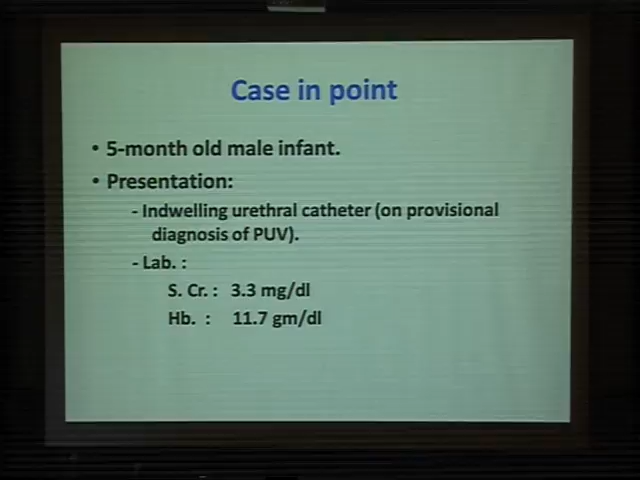 Case in point
• 5-month old male infant.
• Presentation:
- Indwelling urethral catheter (on provisional
diagnosis of PUV).
- Lab. :
S. Cr. : 3.3 mg/dl
Hb. : 11.7 gm/dl